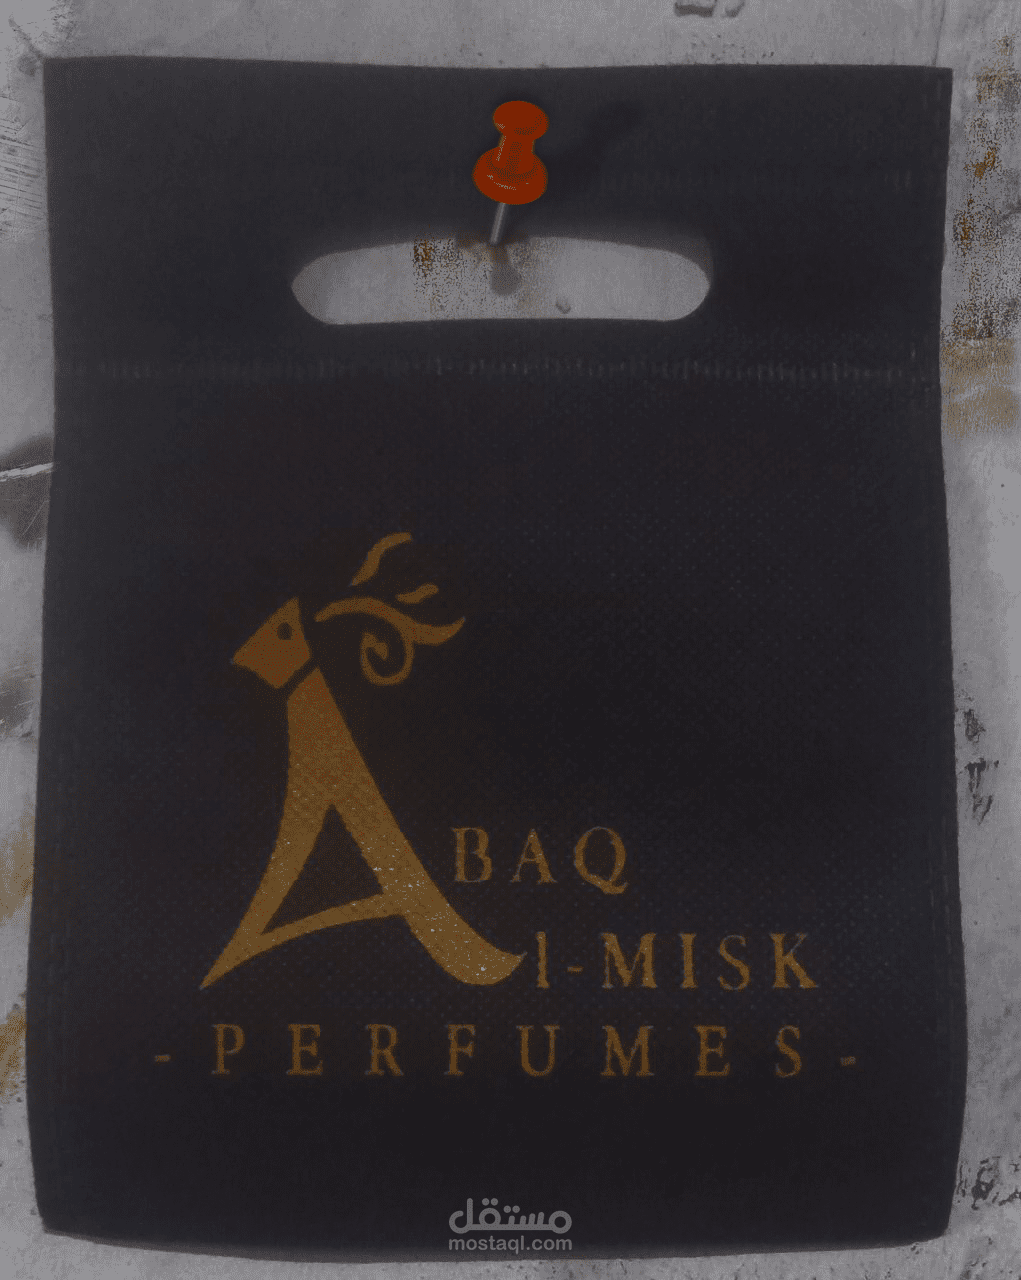 ABAQ
Al-MISK
- PERFUMES -
مستقل
mostaql.com